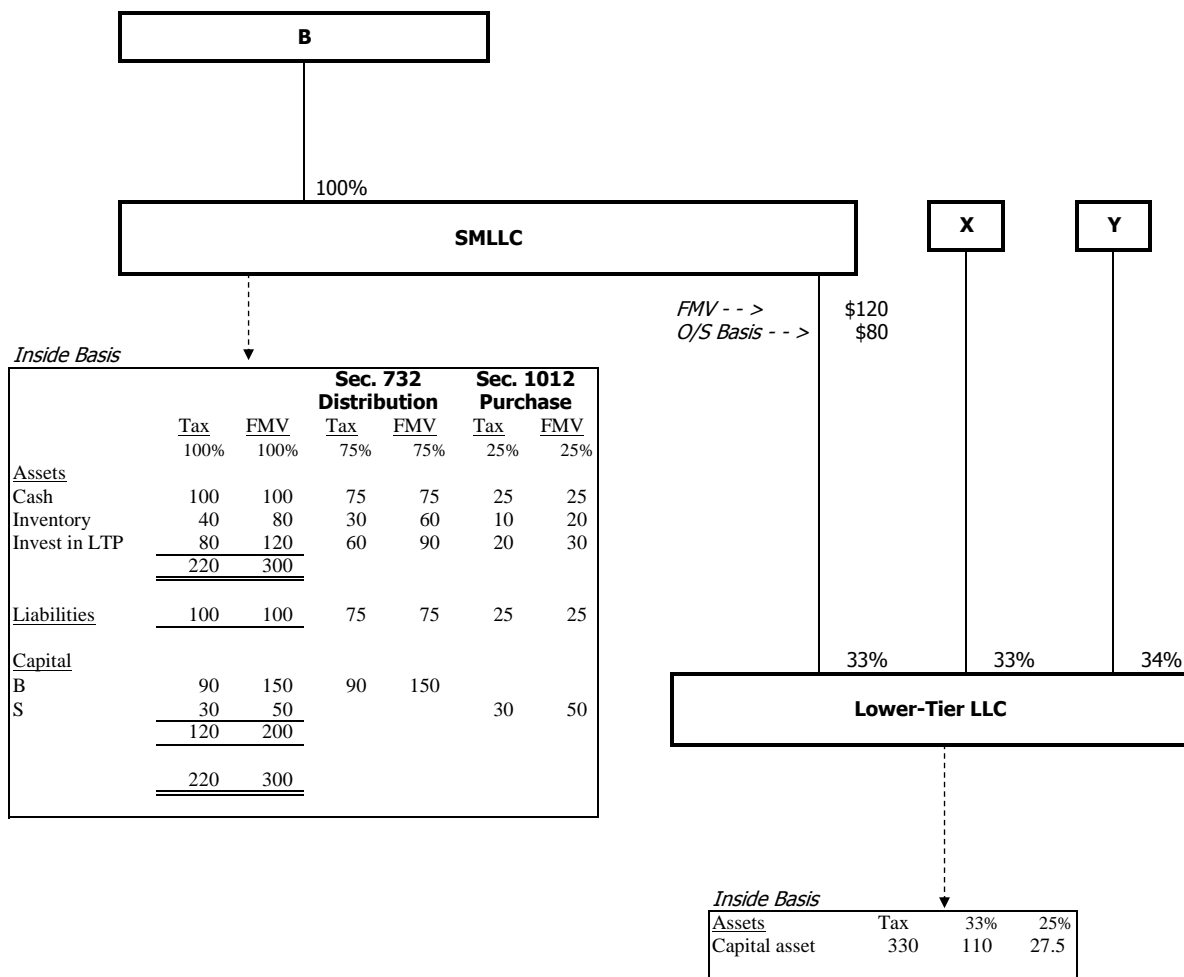 B
100%
SMLLC
X
Y
FMV - - > $120
O/S Basis - - > $80
Inside Basis
Sec. 732 Sec. 1012
Distribution Purchase
Tax FMV Tax FMV Tax FMV
100% 100% 75% 75% 25% 25%
Assets
Cash 100 100 75 75 25 25
Inventory 40 80 30 60 10 20
Invest in LTP 80 120 60 90 20 30
220 300
Liabilities 100 100 75 75 25 25
Capital
B 90 150 90 150
S 30 50 30 50
120 200
220 300
33% 33% 34%
Lower-Tier LLC
Inside Basis
Assets Tax 33% 25%
Capital asset 330 110 27.5